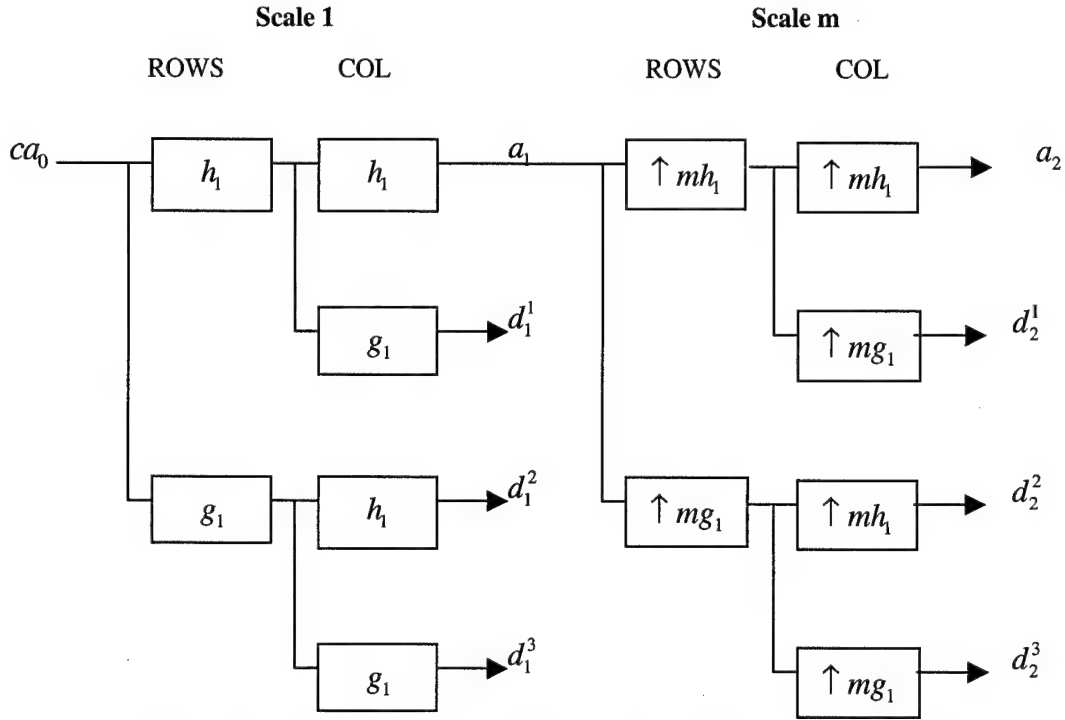 Scale 1 Scale m
ROWS COL ROWS COL
ca₀ h₁ h₁ a₁ ↑ mh₁ ↑ mh₁ a₂
g₁ d₁¹ ↑ mg₁ d₂¹
g₁ h₁ d₁² ↑ mg₁ ↑ mh₁ d₂²
g₁ d₁³ ↑ mg₁ d₂³